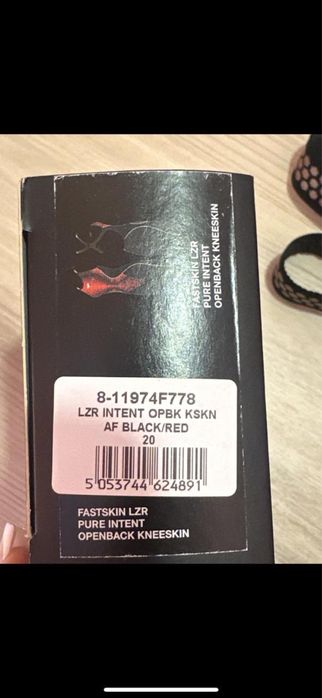 FASTSKIN LZR
PURE INTENT
OPENBACK KNEESKIN
8-11974F778
LZR INTENT OPBK KSKN
AF BLACK/RED
20
5 053744 624891
FASTSKIN LZR
PURE INTENT
OPENBACK KNEESKIN